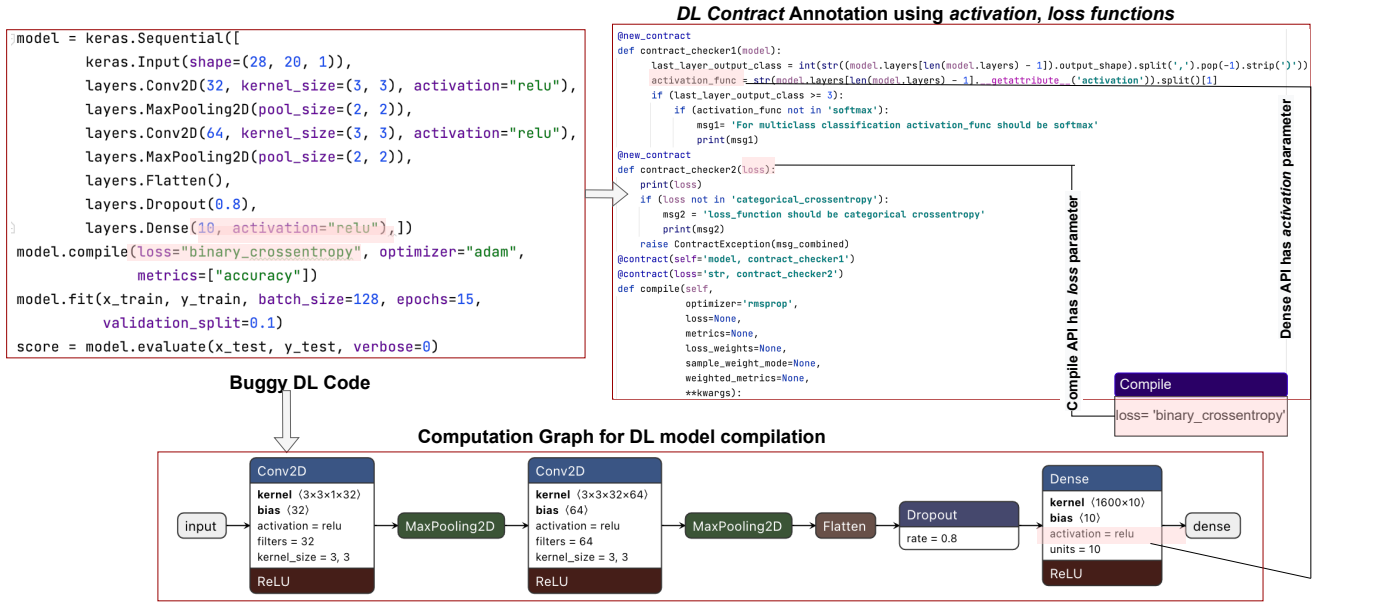 DL Contract Annotation using activation, loss functions
model = keras.Sequential([
keras.Input(shape=(28, 20, 1)),
layers.Conv2D(32, kernel_size=(3, 3), activation="relu"),
layers.MaxPooling2D(pool_size=(2, 2)),
layers.Conv2D(64, kernel_size=(3, 3), activation="relu"),
layers.MaxPooling2D(pool_size=(2, 2)),
layers.Flatten(),
layers.Dropout(0.8),
layers.Dense(10, activation="relu"),])
model.compile(loss="binary_crossentropy", optimizer="adam",
metrics=["accuracy"])
model.fit(x_train, y_train, batch_size=128, epochs=15,
validation_split=0.1)
score = model.evaluate(x_test, y_test, verbose=0)
Buggy DL Code
@new_contract
def contract_checker1(model):
last_layer_output_class = int(str((model.layers[len(model.layers) - 1]).output_shape).split(',').pop(-1).strip(')'))
activation_func = str(model.layers[len(model.layers) - 1].__getattribute__('activation')).split()[1]
if (last_layer_output_class >= 3):
if (activation_func not in 'softmax'):
msg1= 'For multiclass classification activation_func should be softmax'
print(msg1)
@new_contract
def contract_checker2(loss):
print(loss)
if (loss not in 'categorical_crossentropy'):
msg2 = 'loss_function should be categorical crossentropy'
print(msg2)
raise ContractException(msg_combined)
@contract(self='model, contract_checker1')
@contract(loss='str, contract_checker2')
def compile(self,
optimizer='rmsprop',
loss=None,
metrics=None,
loss_weights=None,
sample_weight_mode=None,
weighted_metrics=None,
**kwargs):
Compile API has loss parameter
Dense API has activation parameter
Compile
loss= 'binary_crossentropy'
Computation Graph for DL model compilation
input
Conv2D
kernel ⟨3×3×1×32⟩
bias ⟨32⟩
activation = relu
filters = 32
kernel_size = 3, 3
ReLU
MaxPooling2D
Conv2D
kernel ⟨3×3×32×64⟩
bias ⟨64⟩
activation = relu
filters = 64
kernel_size = 3, 3
ReLU
MaxPooling2D
Flatten
Dropout
rate = 0.8
Dense
kernel ⟨1600×10⟩
bias ⟨10⟩
activation = relu
units = 10
ReLU
dense